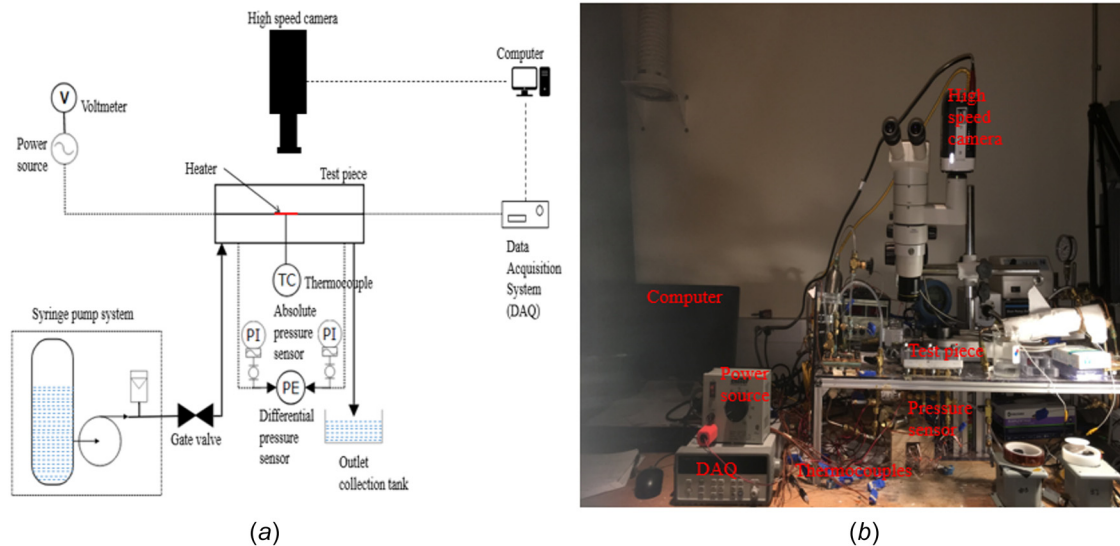 High speed camera
Computer
V
Voltmeter
Power
source
Heater
Test piece
TC
Thermocouple
Data
Acquisition
System
(DAQ)
Absolute
pressure
sensor
PI
PI
PE
Differential
pressure
sensor
Syringe pump system
Gate valve
Outlet
collection tank
(a)
High
speed
camera
Computer
Test piece
Power
source
Pressure
sensor
DAQ
Thermocouples
(b)